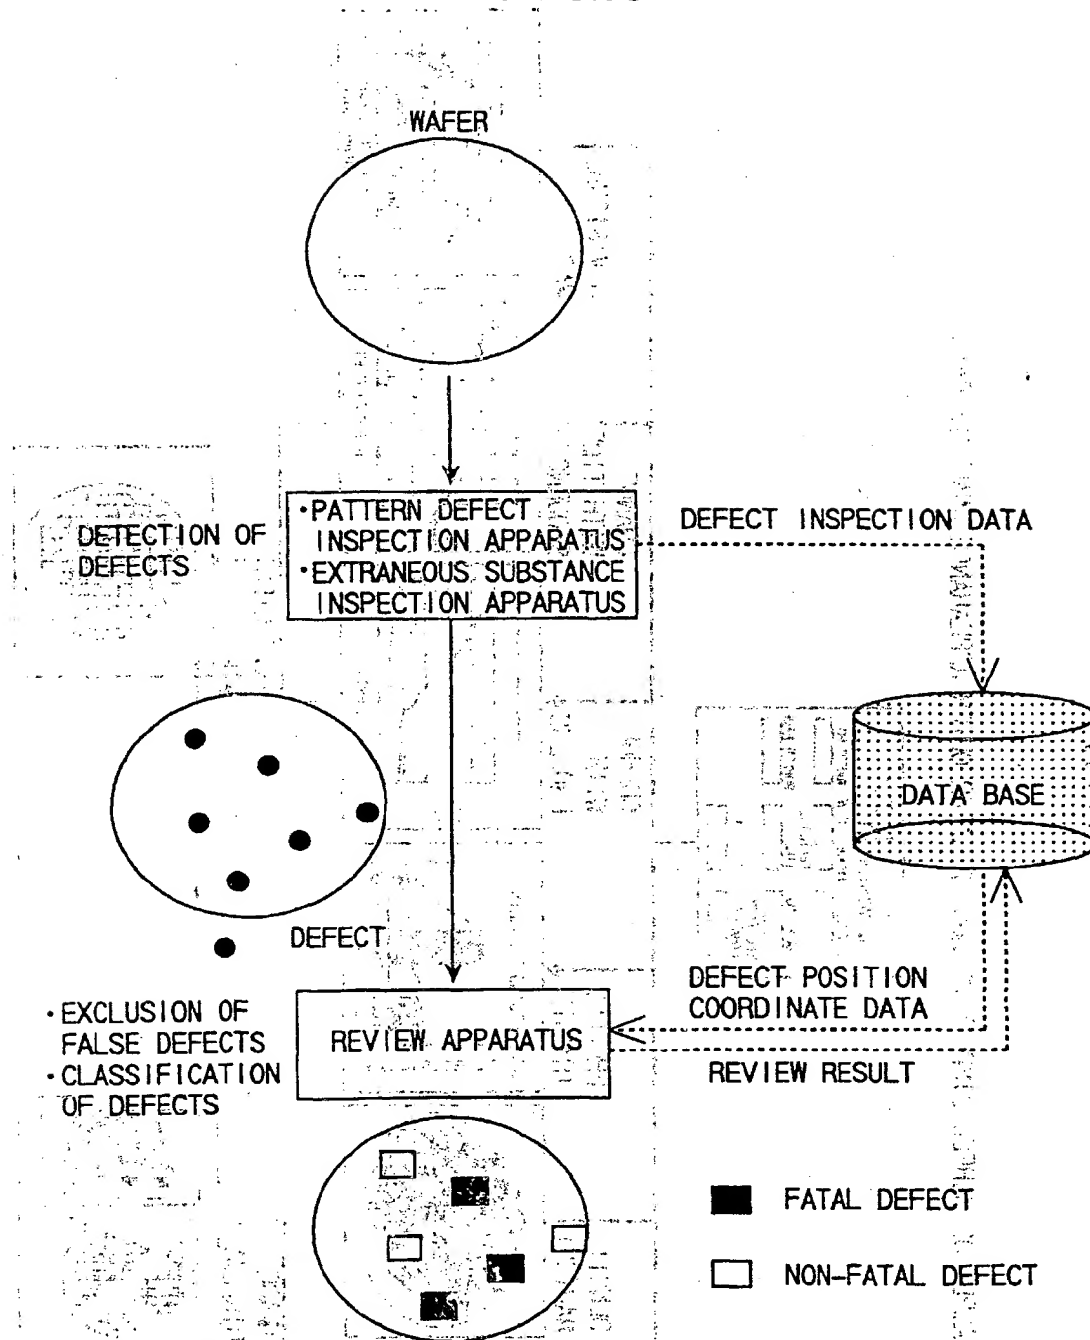 WAFER
・PATTERN DEFECT
INSPECTION APPARATUS
・EXTRANEOUS SUBSTANCE
INSPECTION APPARATUS
DETECTION OF
DEFECTS
DEFECT INSPECTION DATA
DATA BASE
DEFECT
DEFECT POSITION
COORDINATE DATA
・EXCLUSION OF
FALSE DEFECTS
・CLASSIFICATION
OF DEFECTS
REVIEW APPARATUS
REVIEW RESULT
FATAL DEFECT
NON-FATAL DEFECT